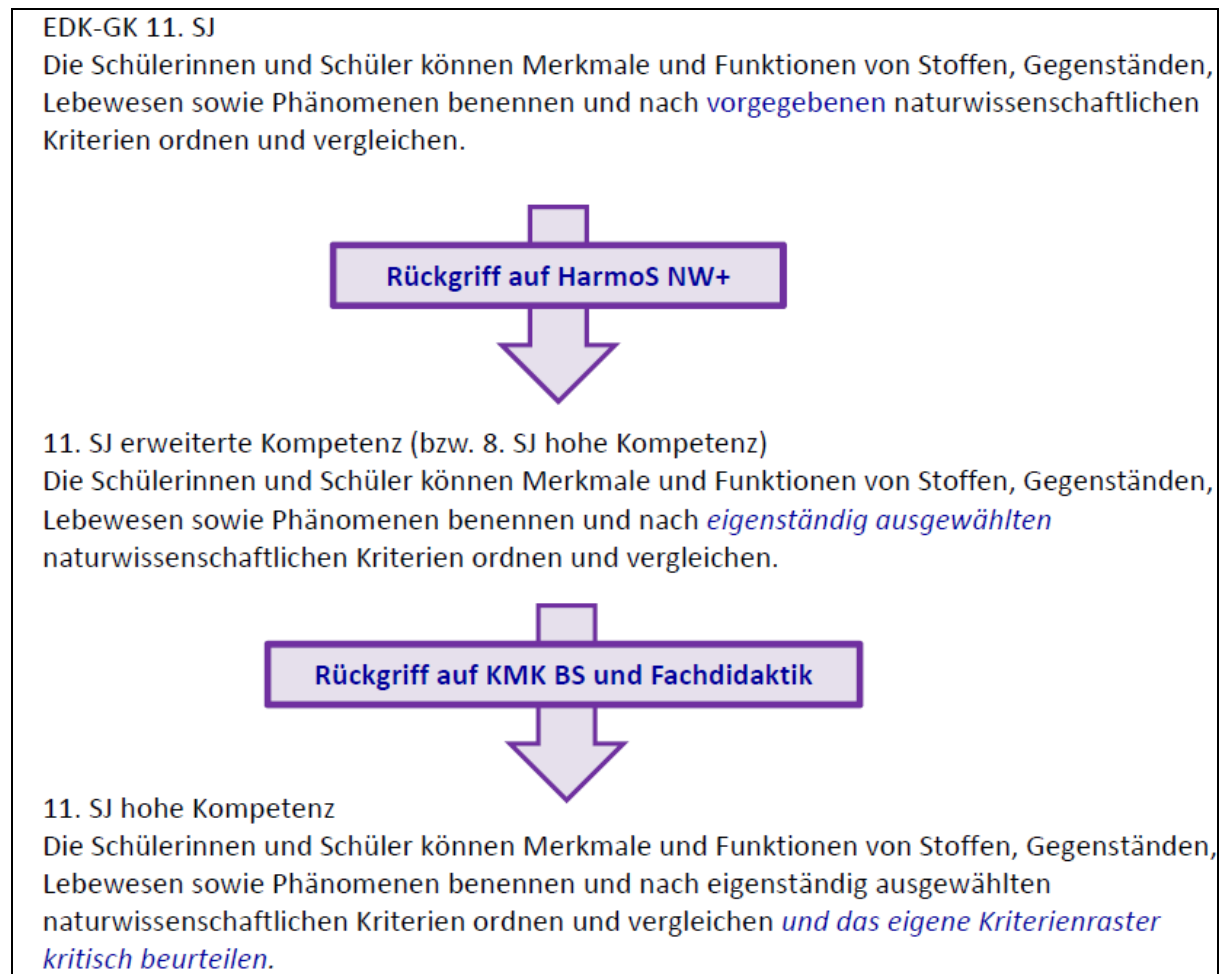 EDK-GK 11. SJ
Die Schülerinnen und Schüler können Merkmale und Funktionen von Stoffen, Gegenständen,
Lebewesen sowie Phänomenen benennen und nach vorgegebenen naturwissenschaftlichen
Kriterien ordnen und vergleichen.
Rückgriff auf HarmoS NW+
11. SJ erweiterte Kompetenz (bzw. 8. SJ hohe Kompetenz)
Die Schülerinnen und Schüler können Merkmale und Funktionen von Stoffen, Gegenständen,
Lebewesen sowie Phänomenen benennen und nach eigenständig ausgewählten
naturwissenschaftlichen Kriterien ordnen und vergleichen.
Rückgriff auf KMK BS und Fachdidaktik
11. SJ hohe Kompetenz
Die Schülerinnen und Schüler können Merkmale und Funktionen von Stoffen, Gegenständen,
Lebewesen sowie Phänomenen benennen und nach eigenständig ausgewählten
naturwissenschaftlichen Kriterien ordnen und vergleichen und das eigene Kriterienraster
kritisch beurteilen.